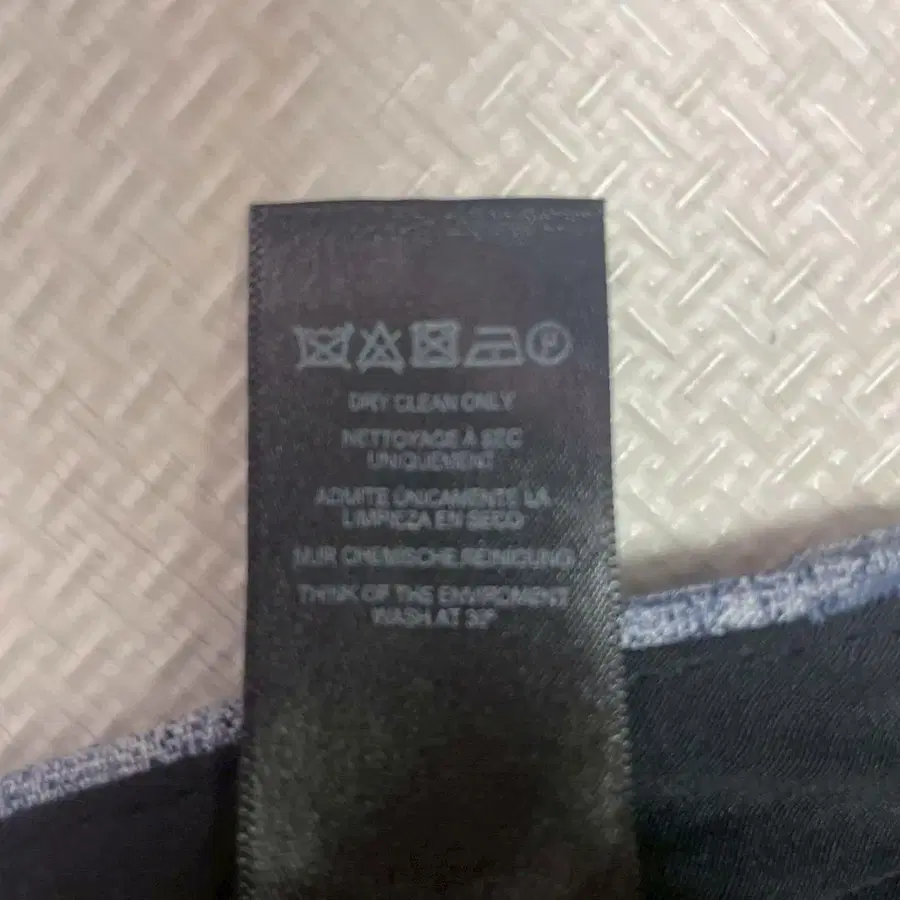 P
DRY CLEAN ONLY
NETTOYAGE À SEC
UNIQUEMENT
ADMITE ÚNICAMENTE LA
LIMPIEZA EN SECO
NUR CHEMISCHE REINIGUNG
THINK OF THE ENVIROMENT
WASH AT 30°